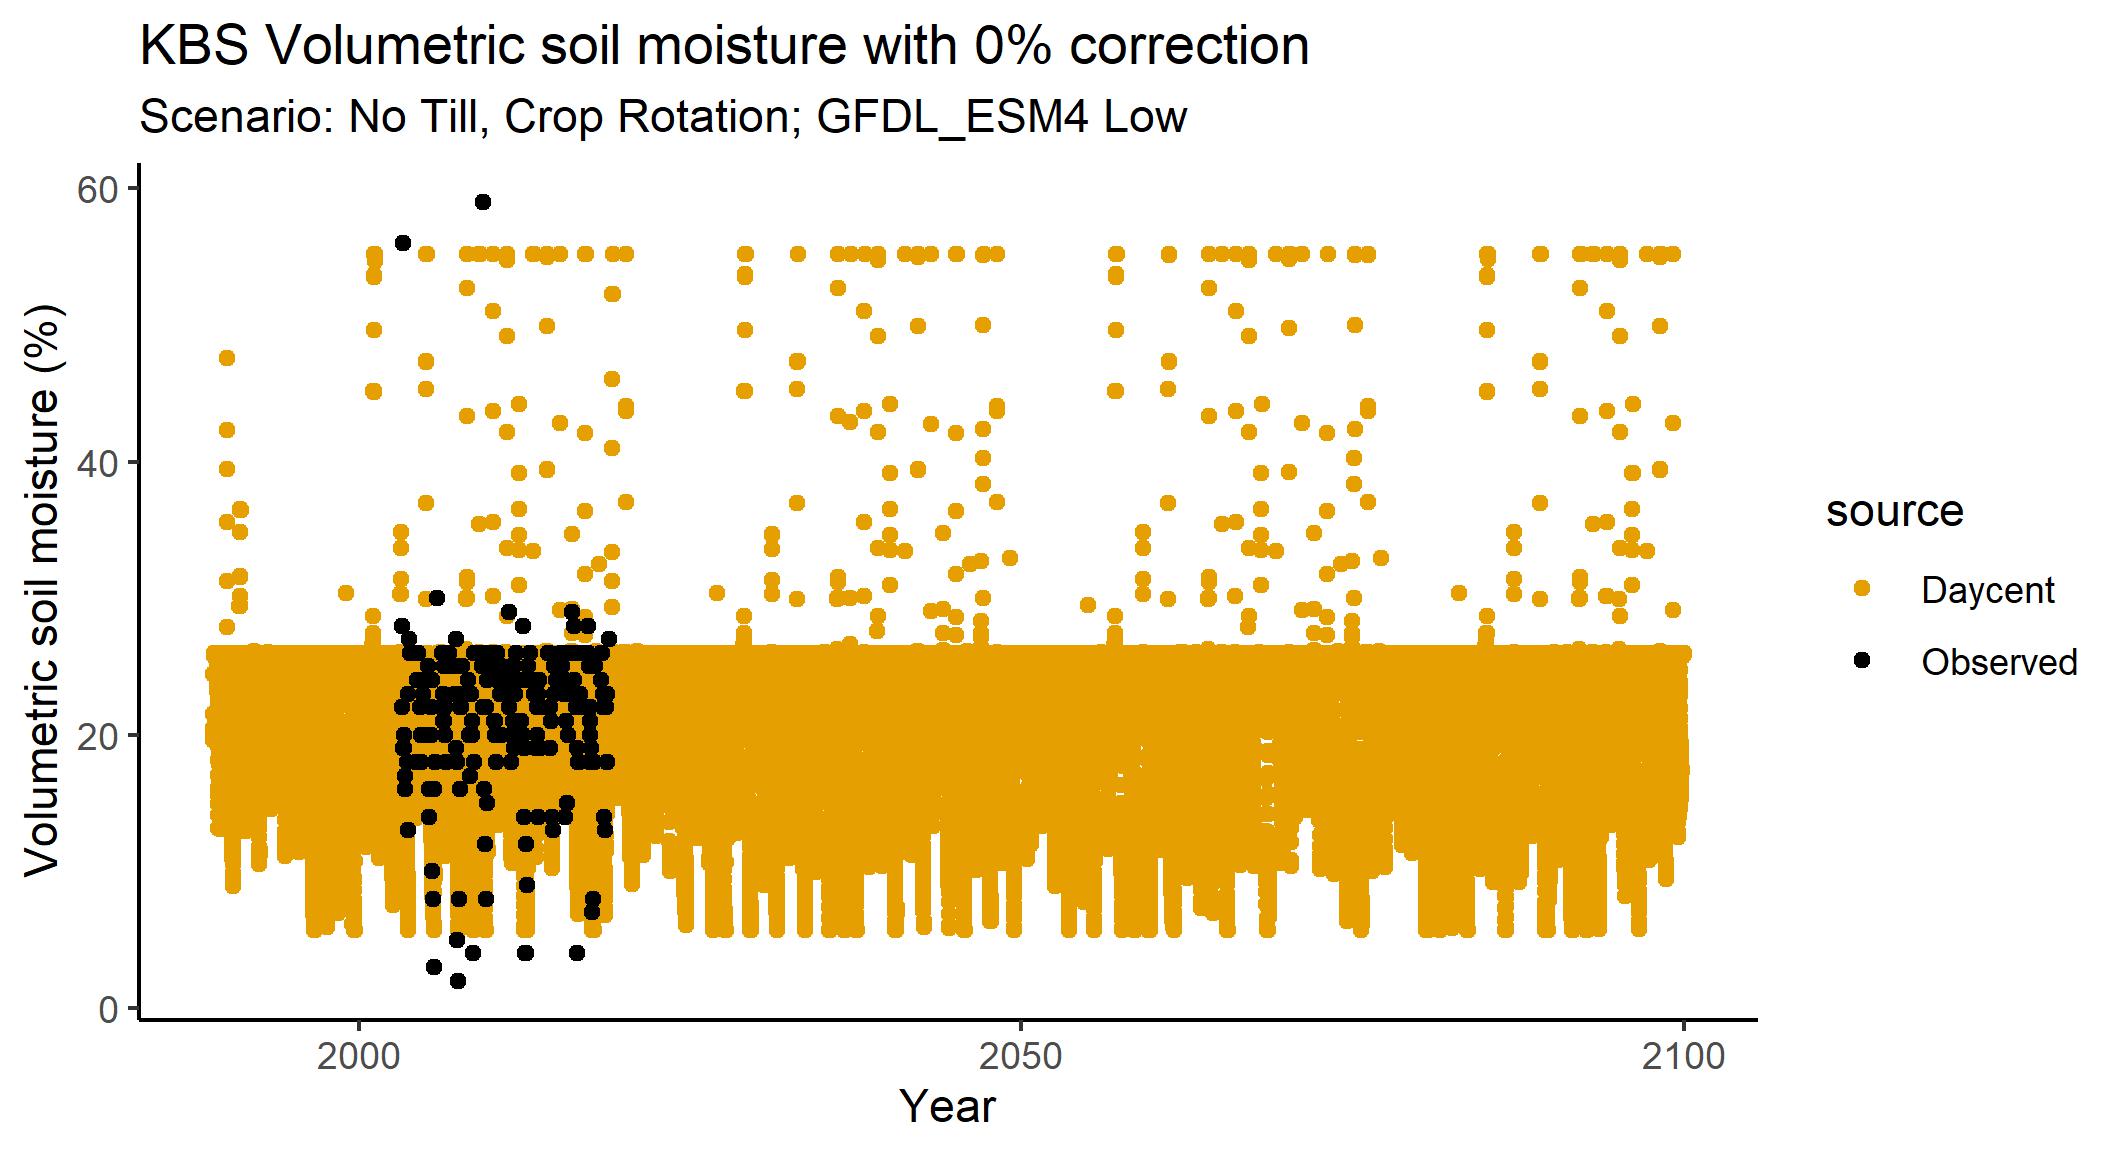 KBS Volumetric soil moisture with 0% correction
Scenario: No Till, Crop Rotation; GFDL_ESM4 Low
Volumetric soil moisture (%)
60
40
20
0
2000
2050
2100
Year
source
Daycent
Observed